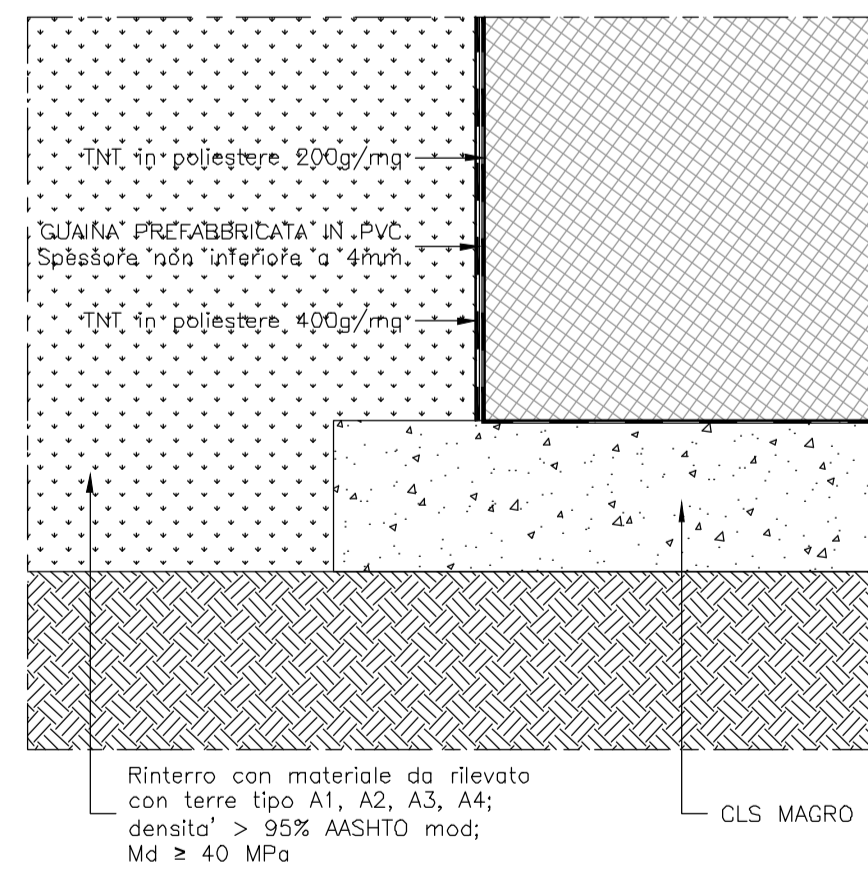 TNT in poliestere 200g/mq
GUAINA PREFABBRICATA IN PVC
Spessore non inferiore a 4mm
TNT in poliestere 400g/mq
Rinterro con materiale da rilevato
con terre tipo A1, A2, A3, A4;
densita' > 95% AASHTO mod;
Md ≥ 40 MPa
CLS MAGRO